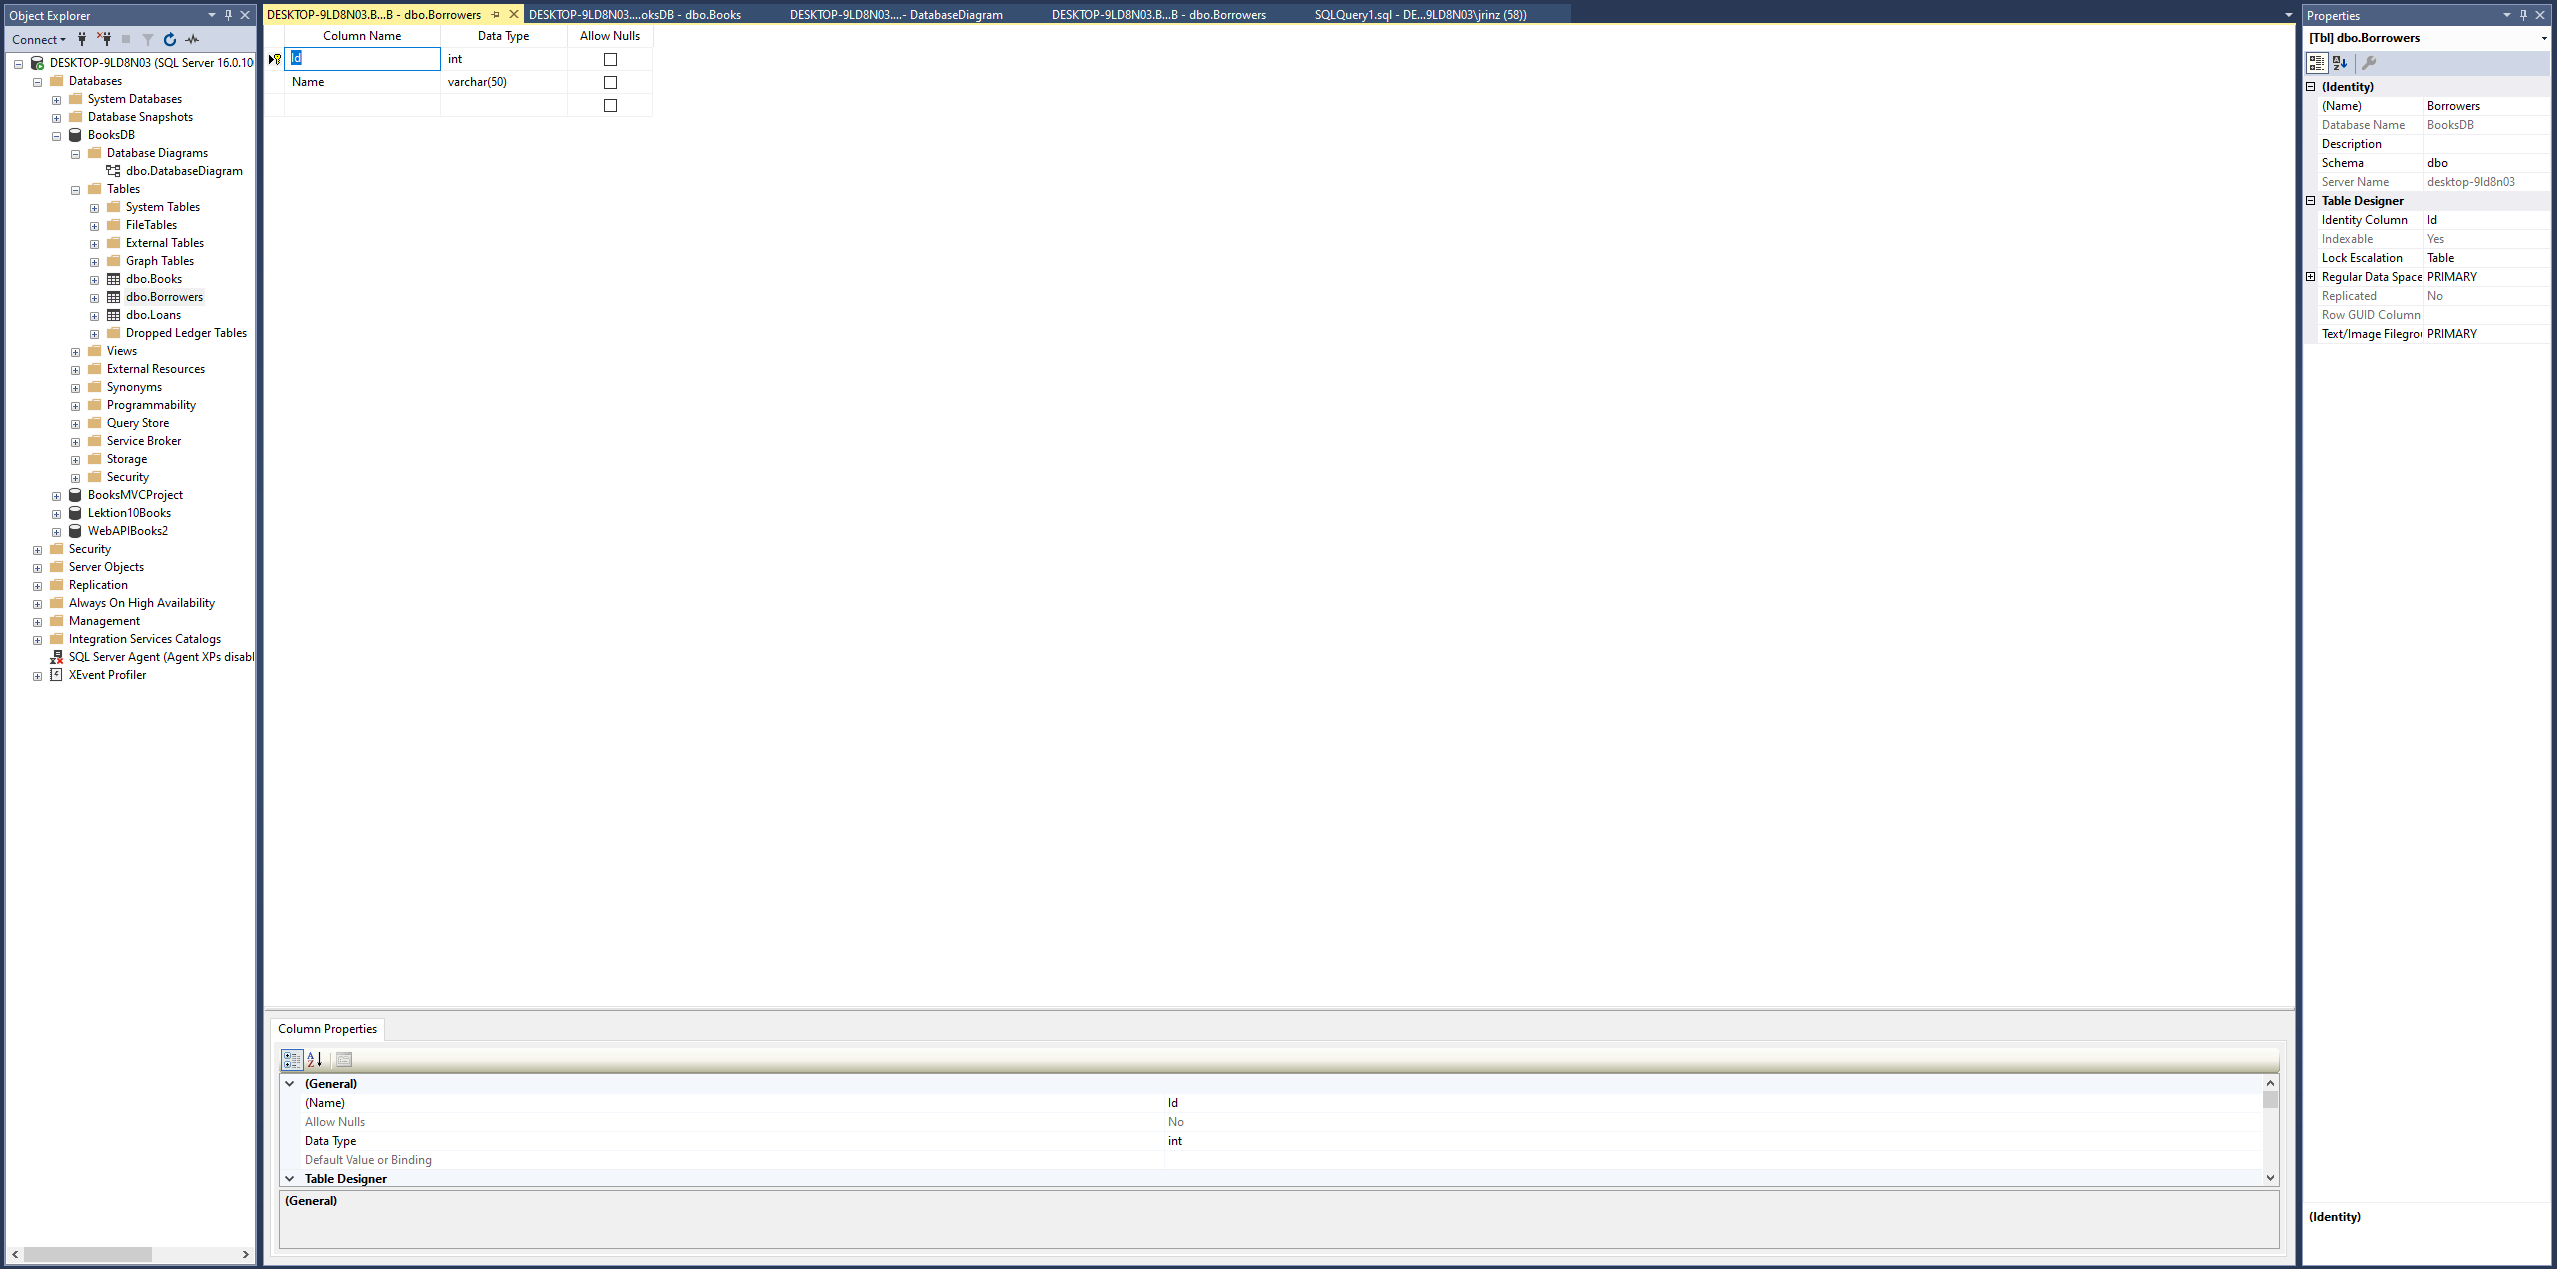 Object Explorer
Connect
DESKTOP-9LD8N03 (SQL Server 16.0.10
Databases
System Databases
Database Snapshots
BooksDB
Database Diagrams
dbo.DatabaseDiagram
Tables
System Tables
FileTables
External Tables
Graph Tables
dbo.Books
dbo.Borrowers
dbo.Loans
Dropped Ledger Tables
Views
External Resources
Synonyms
Programmability
Query Store
Service Broker
Storage
Security
BooksMVCProject
Lektion10Books
WebAPIBooks2
Security
Server Objects
Replication
Always On High Availability
Management
Integration Services Catalogs
SQL Server Agent (Agent XPs disabl
XEvent Profiler
DESKTOP-9LD8N03.B...B - dbo.Borrowers
DESKTOP-9LD8N03....oksDB - dbo.Books
DESKTOP-9LD8N03....- DatabaseDiagram
DESKTOP-9LD8N03.B...B - dbo.Borrowers
SQLQuery1.sql - DE...9LD8N03\jrinz (58))
Column Name Data Type Allow Nulls
Id int
Name varchar(50)
Column Properties
(General)
(Name) Id
Allow Nulls No
Data Type int
Default Value or Binding
Table Designer
(General)
Properties
[Tbl] dbo.Borrowers
(Identity)
(Name) Borrowers
Database Name BooksDB
Description
Schema dbo
Server Name desktop-9ld8n03
Table Designer
Identity Column Id
Indexable Yes
Lock Escalation Table
Regular Data Space PRIMARY
Replicated No
Row GUID Column
Text/Image Filegrou PRIMARY
(Identity)